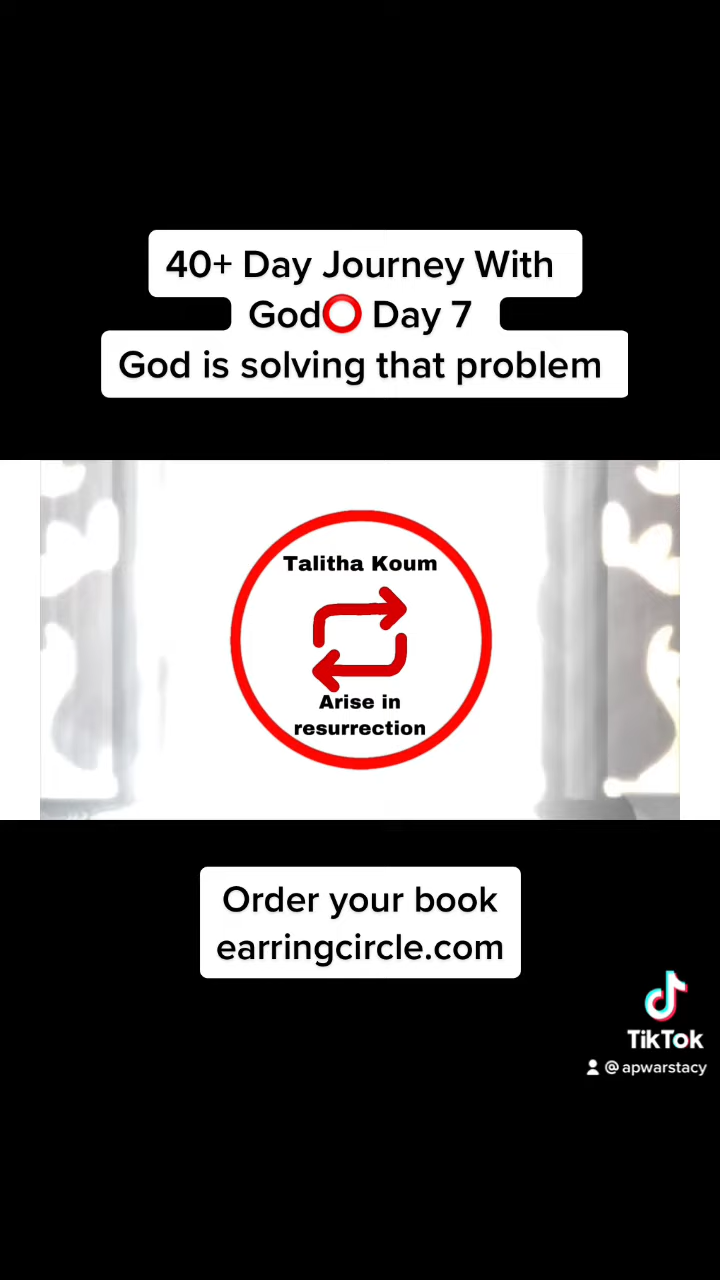 40+ Day Journey With
God⭕ Day 7
God is solving that problem
Talitha Koum
Arise in
resurrection
Order your book
earringcircle.com
TikTok
@apwarstacy